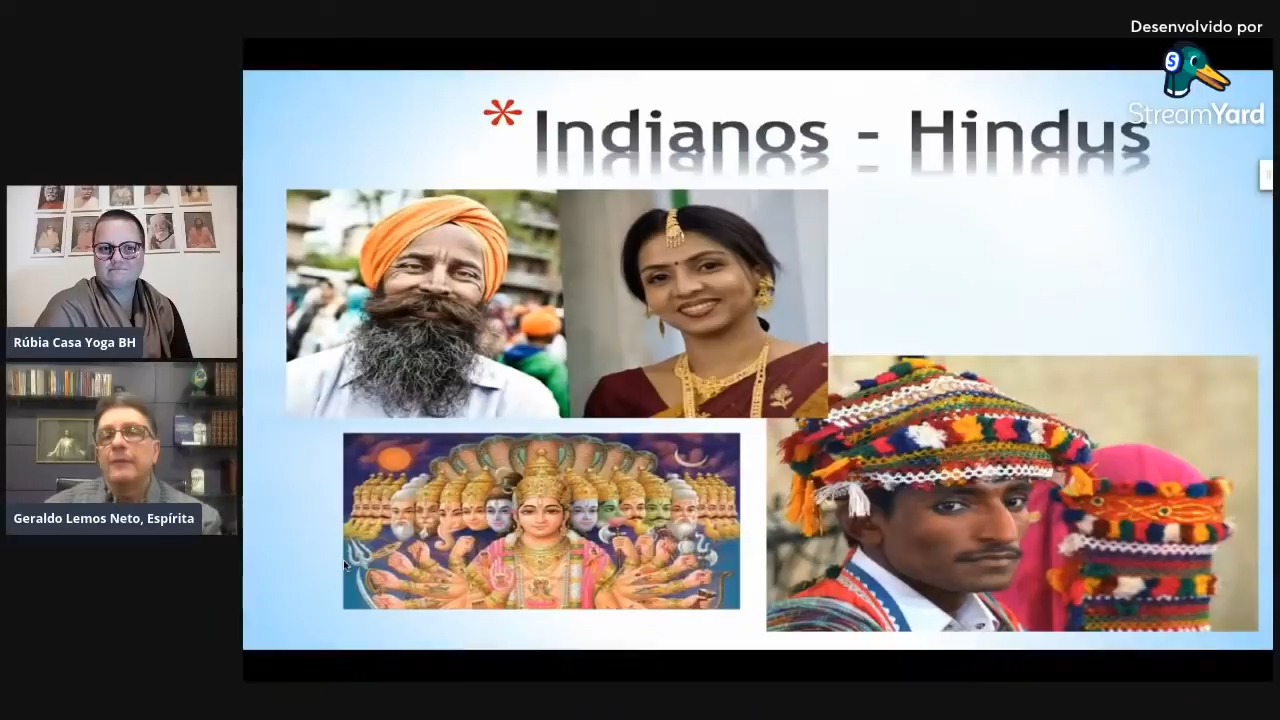 Desenvolvido por
StreamYard
* Indianos - Hindus
Rúbia Casa Yoga BH
Geraldo Lemos Neto, Espírita